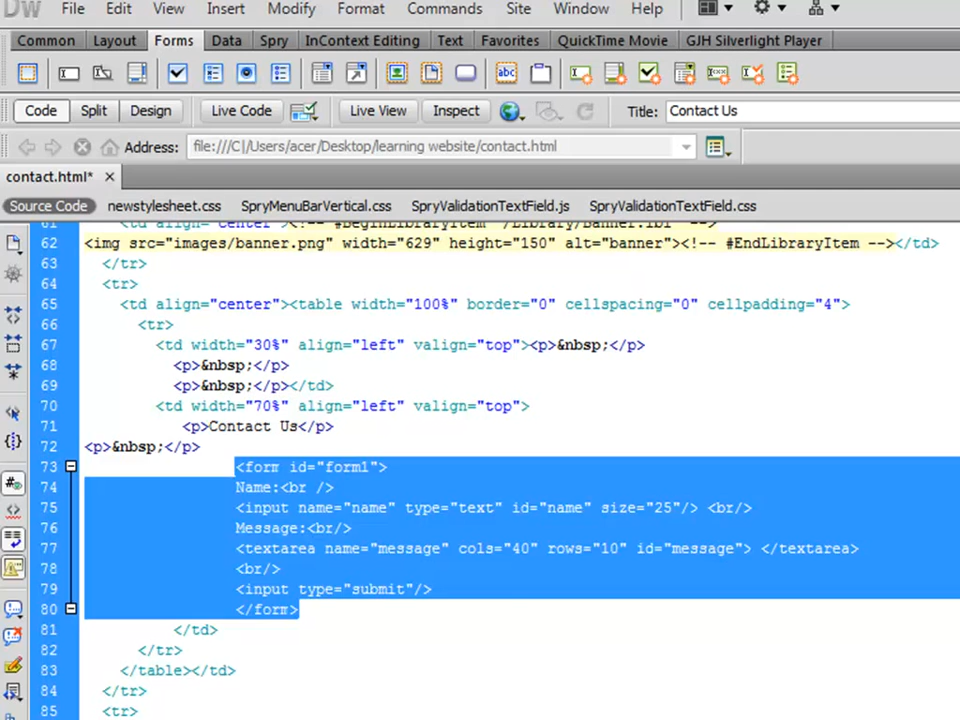 Dw File Edit View Insert Modify Format Commands Site Window Help
Common Layout Forms Data Spry InContext Editing Text Favorites QuickTime Movie GJH Silverlight Player
abc
Code Split Design Live Code Live View Inspect Title: Contact Us
Address: file:///C|/Users/acer/Desktop/learning website/contact.html
contact.html* ×
Source Code newstylesheet.css SpryMenuBarVertical.css SpryValidationTextField.js SpryValidationTextField.css
61 <td align="center"><!-- #BeginLibraryItem "/Library/banner.lbi" -->
62 <img src="images/banner.png" width="629" height="150" alt="banner"><!-- #EndLibraryItem --></td>
63 </tr>
64 <tr>
65 <td align="center"><table width="100%" border="0" cellspacing="0" cellpadding="4">
66 <tr>
67 <td width="30%" align="left" valign="top"><p>&nbsp;</p>
68 <p>&nbsp;</p>
69 <p>&nbsp;</p></td>
70 <td width="70%" align="left" valign="top">
71 <p>Contact Us</p>
72 <p>&nbsp;</p>
73 <form id="form1">
74 Name:<br />
75 <input name="name" type="text" id="name" size="25"/> <br/>
76 Message:<br/>
77 <textarea name="message" cols="40" rows="10" id="message"> </textarea>
78 <br/>
79 <input type="submit"/>
80 </form>
81 </td>
82 </tr>
83 </table></td>
84 </tr>
85 <tr>